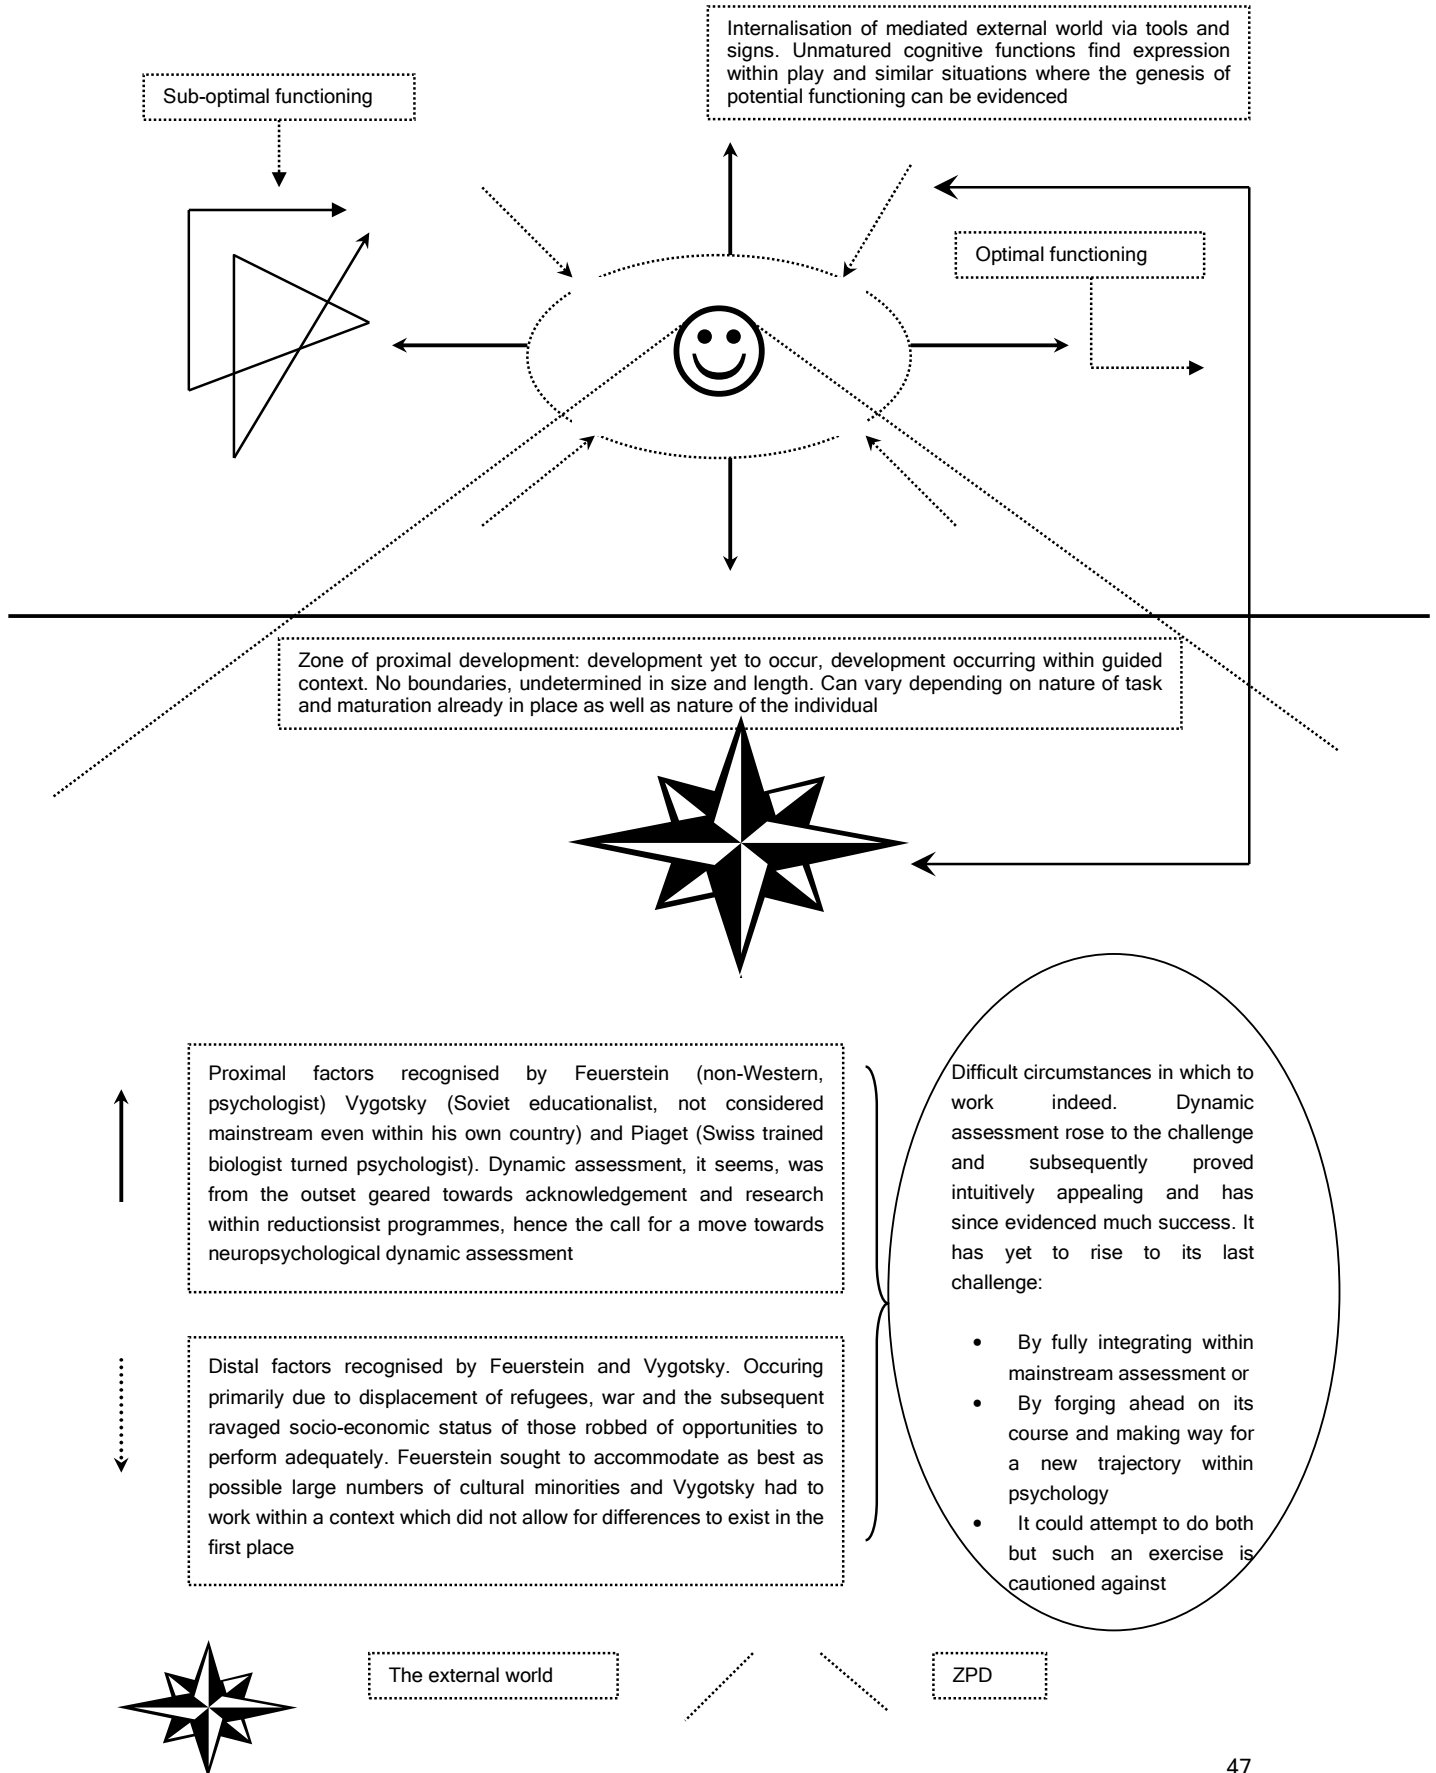 Internalisation of mediated external world via tools and
signs. Unmatured cognitive functions find expression
within play and similar situations where the genesis of
potential functioning can be evidenced
Sub-optimal functioning
Optimal functioning
Zone of proximal development: development yet to occur, development occurring within guided
context. No boundaries, undetermined in size and length. Can vary depending on nature of task
and maturation already in place as well as nature of the individual
Proximal factors recognised by Feuerstein (non-Western,
psychologist) Vygotsky (Soviet educationalist, not considered
mainstream even within his own country) and Piaget (Swiss trained
biologist turned psychologist). Dynamic assessment, it seems, was
from the outset geared towards acknowledgement and research
within reductionsist programmes, hence the call for a move towards
neuropsychological dynamic assessment
Distal factors recognised by Feuerstein and Vygotsky. Occuring
primarily due to displacement of refugees, war and the subsequent
ravaged socio-economic status of those robbed of opportunities to
perform adequately. Feuerstein sought to accommodate as best as
possible large numbers of cultural minorities and Vygotsky had to
work within a context which did not allow for differences to exist in the
first place
Difficult circumstances in which to
work indeed. Dynamic
assessment rose to the challenge
and subsequently proved
intuitively appealing and has
since evidenced much success. It
has yet to rise to its last
challenge:
• By fully integrating within
mainstream assessment or
• By forging ahead on its
course and making way for
a new trajectory within
psychology
• It could attempt to do both
but such an exercise is
cautioned against
The external world
ZPD
47